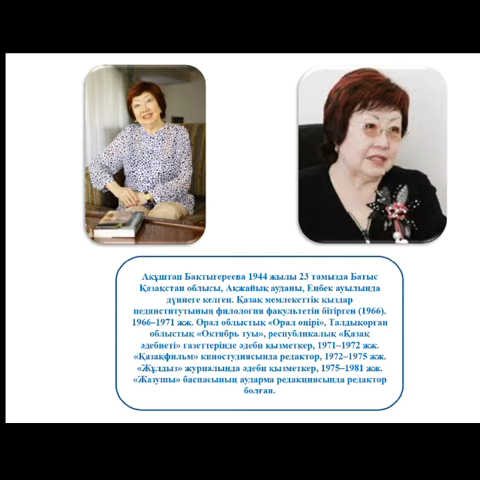 Ақұштап Бақтыгереева 1944 жылы 23 тамызда Батыс
Қазақстан облысы, Ақжайық ауданы, Еңбек ауылында
дүниеге келген. Қазақ мемлекеттік қыздар
педиинститутының филология факультетін бітірген (1966).
1966–1971 жж. Орал облыстық «Орал өңірі», Талдықорған
облыстық «Октябрь туы», республикалық «Қазақ
әдебиеті» газеттерінде әдеби қызметкер, 1971–1972 жж.
«Қазақфильм» киностудиясында редактор, 1972–1975 жж.
«Жұлдыз» журналында әдеби қызметкер, 1975–1981 жж.
«Жазушы» баспасының аударма редакциясында редактор
болған.